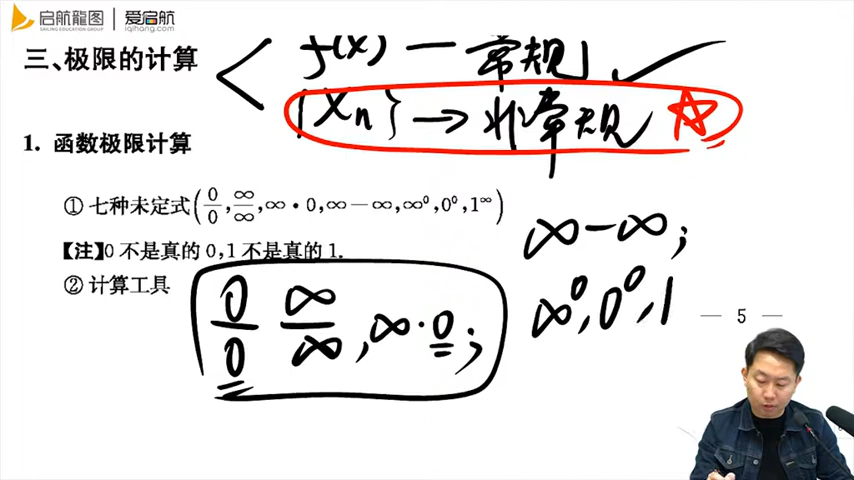 启航龍图 | 爱启航
SAILING EDUCATION GROUP iqihang.com
三、极限的计算
f(x) — 常规 ✓
{Xn} → 非常规 ☆
1. 函数极限计算
① 七种未定式(0/0, ∞/∞, ∞·0, ∞-∞, ∞⁰, 0⁰, 1^∞)
∞-∞;
【注】0 不是真的 0,1 不是真的 1.
② 计算工具
0/0 ∞/∞, ∞·0;
∞⁰, 0⁰, 1
— 5 —